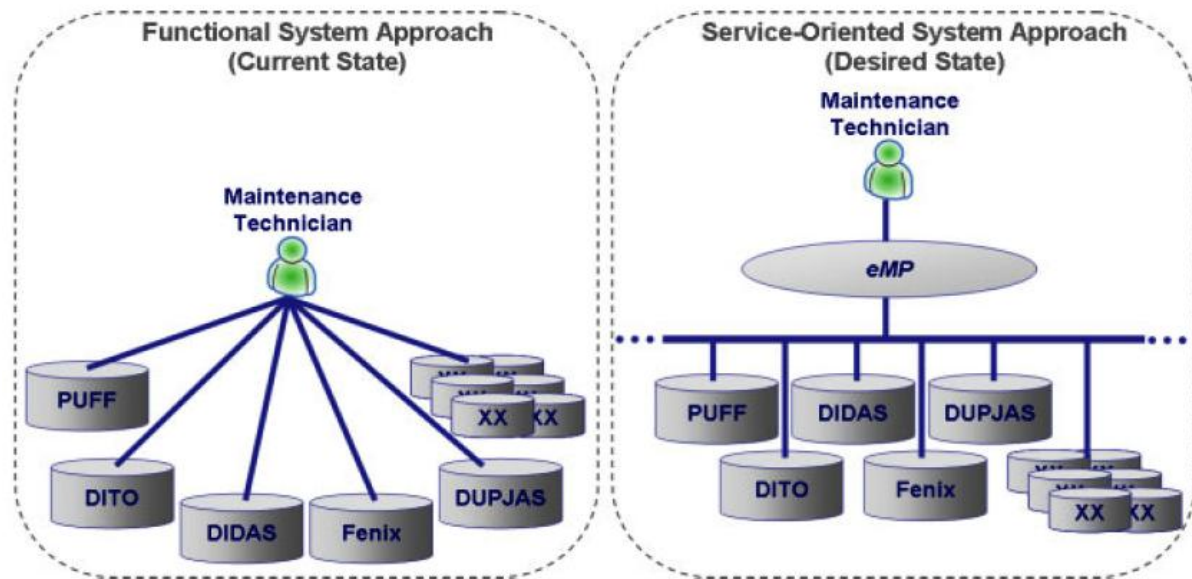 Functional System Approach
(Current State)
Maintenance
Technician
PUFF
DITO
DIDAS
Fenix
DUPJAS
XX
XX
Service-Oriented System Approach
(Desired State)
Maintenance
Technician
eMP
PUFF
DIDAS
DUPJAS
DITO
Fenix
XX
XX